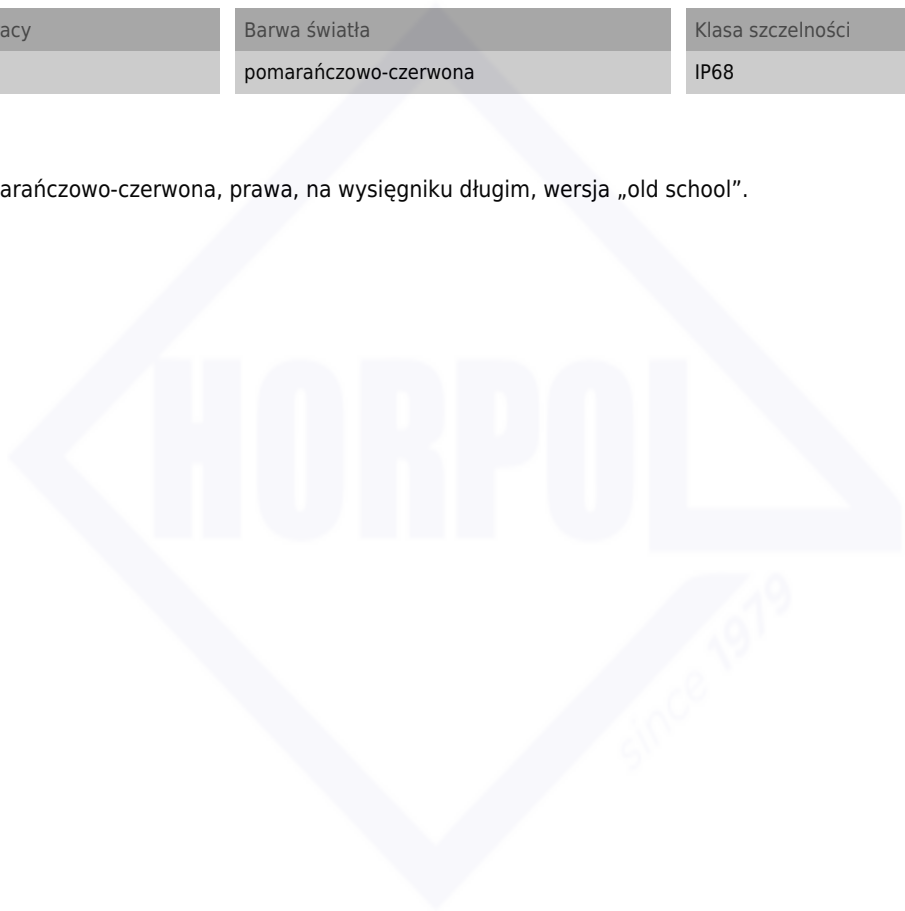 acy Barwa światła Klasa szczelności
pomarańczowo-czerwona IP68
arańczowo-czerwona, prawa, na wysięgniku długim, wersja „old school”.
HORPOL
since 1979